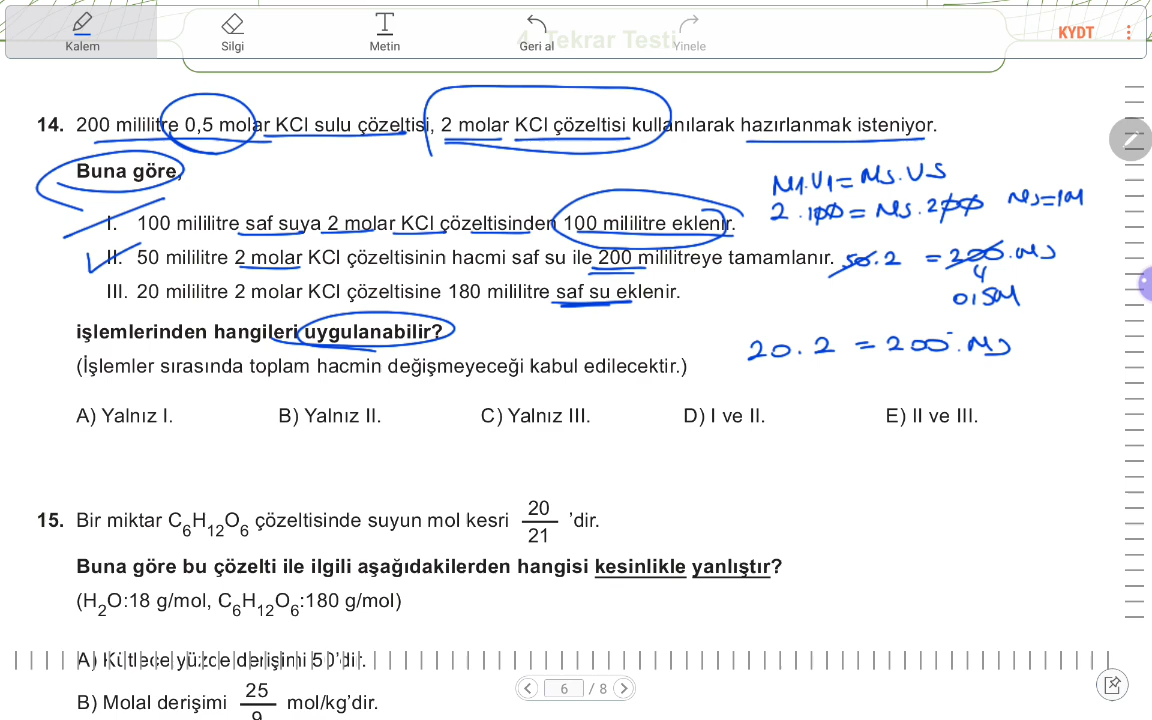 Kalem
Silgi
Metin
Geri al
Yinele
4. Tekrar Testi
KYDT
14. 200 mililitre 0,5 molar KCl sulu çözeltisi, 2 molar KCl çözeltisi kullanılarak hazırlanmak isteniyor.
Buna göre,
M1.V1=Ms.Vs
I. 100 mililitre saf suya 2 molar KCl çözeltisinden 100 mililitre eklenir.
2.100=Ms.200 Ms=1M
II. 50 mililitre 2 molar KCl çözeltisinin hacmi saf su ile 200 mililitreye tamamlanır.
50.2 =200.Ms
4
III. 20 mililitre 2 molar KCl çözeltisine 180 mililitre saf su eklenir.
0,5M
işlemlerinden hangileri uygulanabilir?
20.2 =200.Ms
(İşlemler sırasında toplam hacmin değişmeyeceği kabul edilecektir.)
A) Yalnız I. B) Yalnız II. C) Yalnız III. D) I ve II. E) II ve III.
15. Bir miktar C6H12O6 çözeltisinde suyun mol kesri 20/21 'dir.
Buna göre bu çözelti ile ilgili aşağıdakilerden hangisi kesinlikle yanlıştır?
(H2O:18 g/mol, C6H12O6:180 g/mol)
A) Kütlece yüzde derişimi 50'dir.
6 / 8
B) Molal derişimi 25/9 mol/kg'dir.